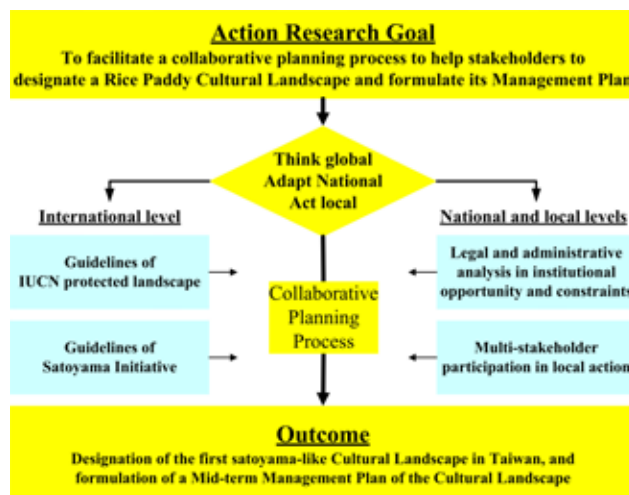 Action Research Goal
To facilitate a collaborative planning process to help stakeholders to
designate a Rice Paddy Cultural Landscape and formulate its Management Plan
Think global
Adapt National
Act local
International level
National and local levels
Guidelines of
IUCN protected landscape
Legal and administrative
analysis in institutional
opportunity and constraints
Collaborative
Planning
Process
Guidelines of
Satoyama Initiative
Multi-stakeholder
participation in local action
Outcome
Designation of the first satoyama-like Cultural Landscape in Taiwan, and
formulation of a Mid-term Management Plan of the Cultural Landscape